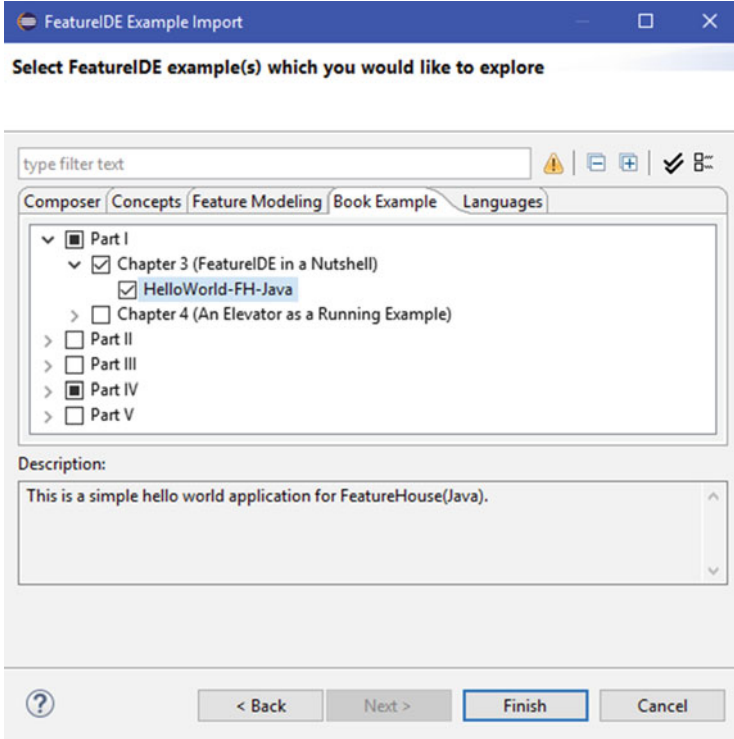 FeatureIDE Example Import
Select FeatureIDE example(s) which you would like to explore
type filter text
Composer Concepts Feature Modeling Book Example Languages
Part I
Chapter 3 (FeatureIDE in a Nutshell)
HelloWorld-FH-Java
Chapter 4 (An Elevator as a Running Example)
Part II
Part III
Part IV
Part V
Description:
This is a simple hello world application for FeatureHouse(Java).
? < Back Next > Finish Cancel